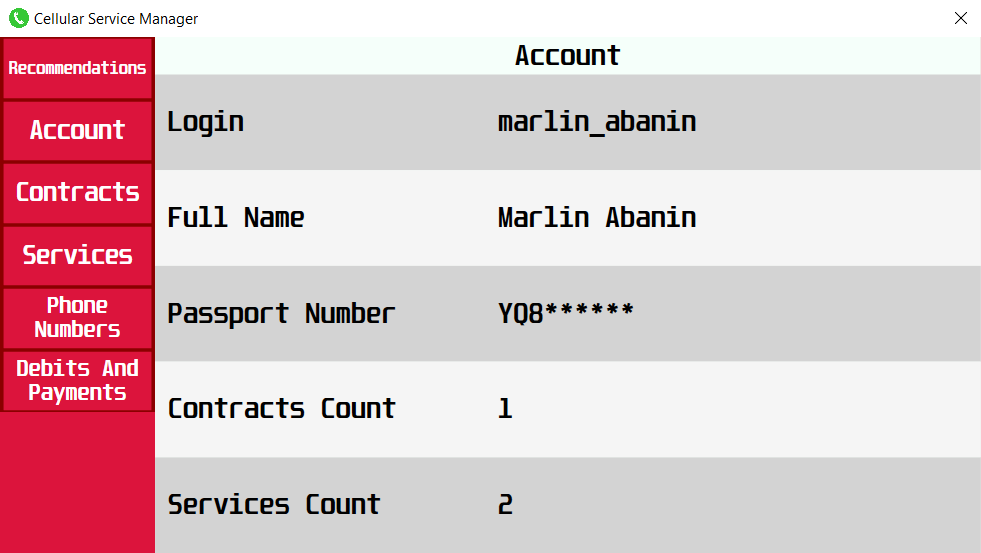 Cellular Service Manager
Recommendations
Account
Contracts
Services
Phone
Numbers
Debits And
Payments
Account
Login marlin_abanin
Full Name Marlin Abanin
Passport Number YQ8******
Contracts Count 1
Services Count 2